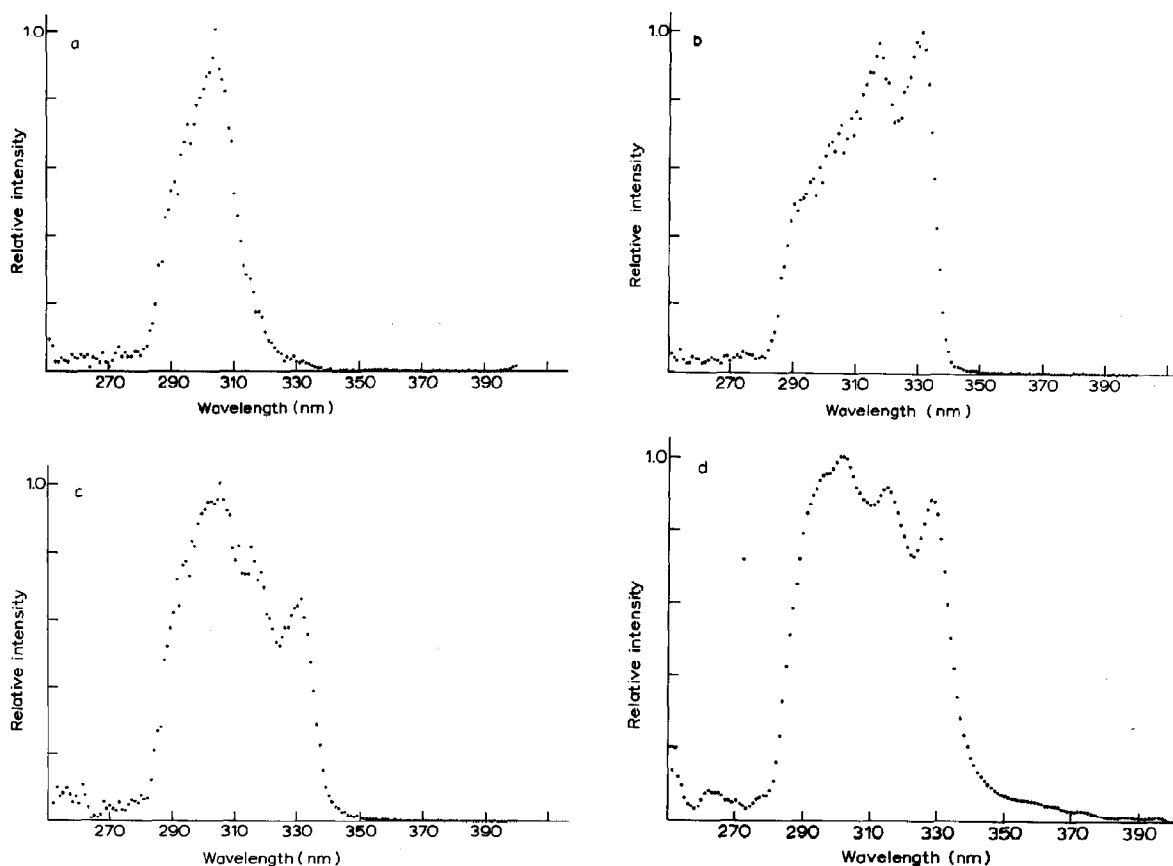 1.0
a
Relative intensity
270 290 310 330 350 370 390
Wavelength (nm)
1.0
b
Relative intensity
270 290 310 330 350 370 390
Wavelength (nm)
1.0
c
Relative intensity
270 290 310 330 350 370 390
Wavelength (nm)
1.0
d
Relative intensity
270 290 310 330 350 370 390
Wavelength (nm)